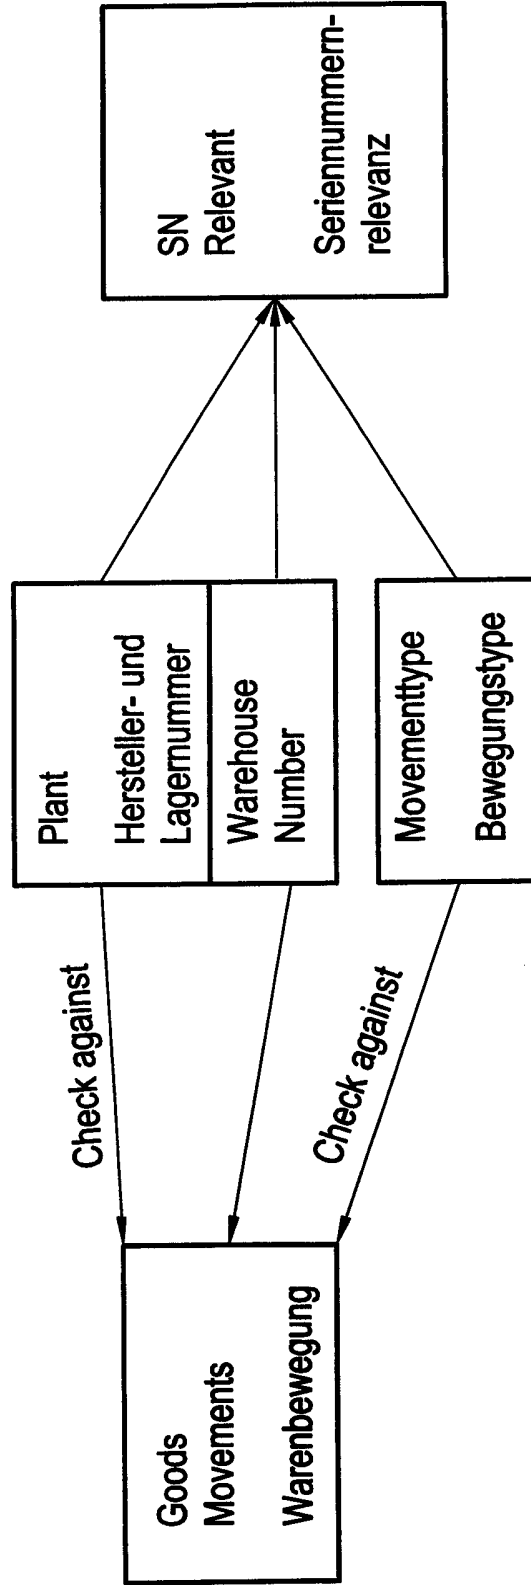 Goods
Movements
Warenbewegung
Check against
Check against
Plant
Hersteller- und
Lagernummer
Warehouse
Number
Movementtype
Bewegungstype
SN
Relevant
Seriennummern-
relevanz